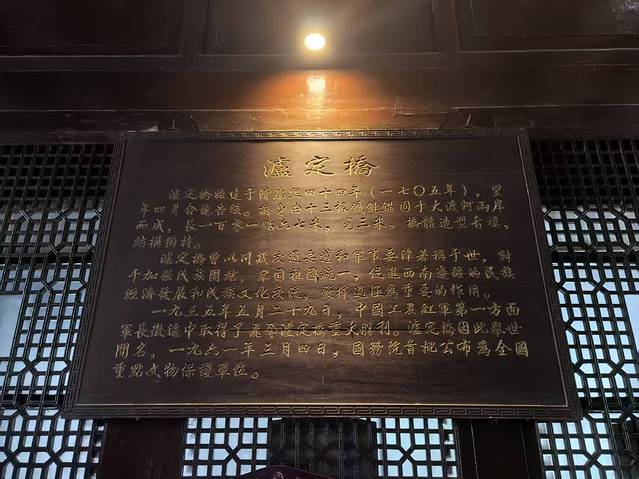 瀘定橋
瀘定橋始建于清康熙四十四年（一七〇五年），翌
年四月合龍告竣。該重由十三根鐵鏈錨固于大渡河兩岸
而成，長一百零一點六七米，寬三米。橋體造型古樸，
結構獨特。
瀘定橋曾以川藏交通要道和軍事要津著稱于世，對
于加强民族團結，鞏固祖國統一，促進西南邊疆的民族
經濟發展和民族文化交流，發揮過極爲重要的作用。
一九三五年五月二十九日，中國工農紅軍第一方面
軍長徵途中取得了飛奪瀘定橋重大勝利。瀘定橋因此舉世
聞名，一九六一年三月四日，國務院首批公布爲全國
重點文物保護單位。